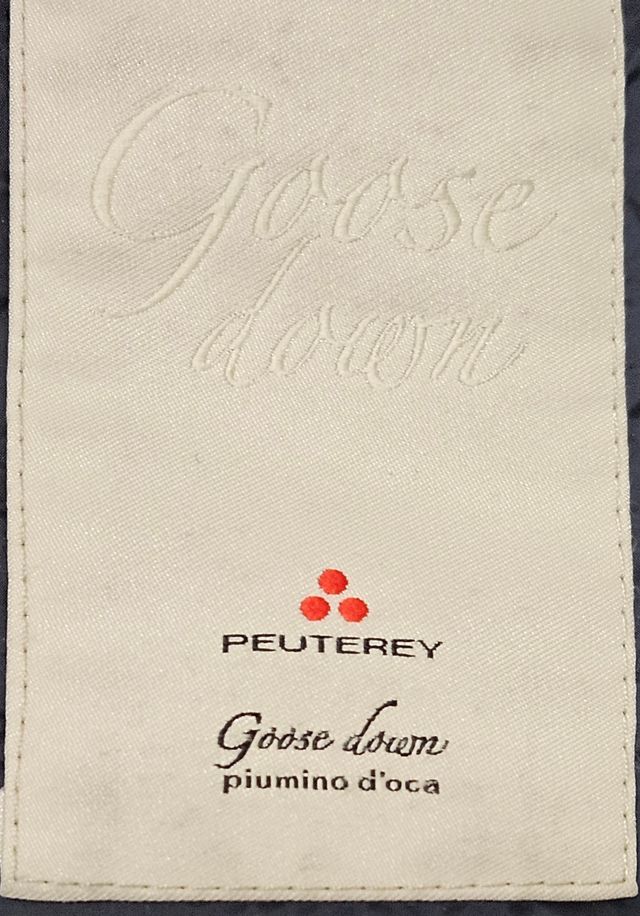 Goose
down
PEUTEREY
Goose down
piumino d'oca